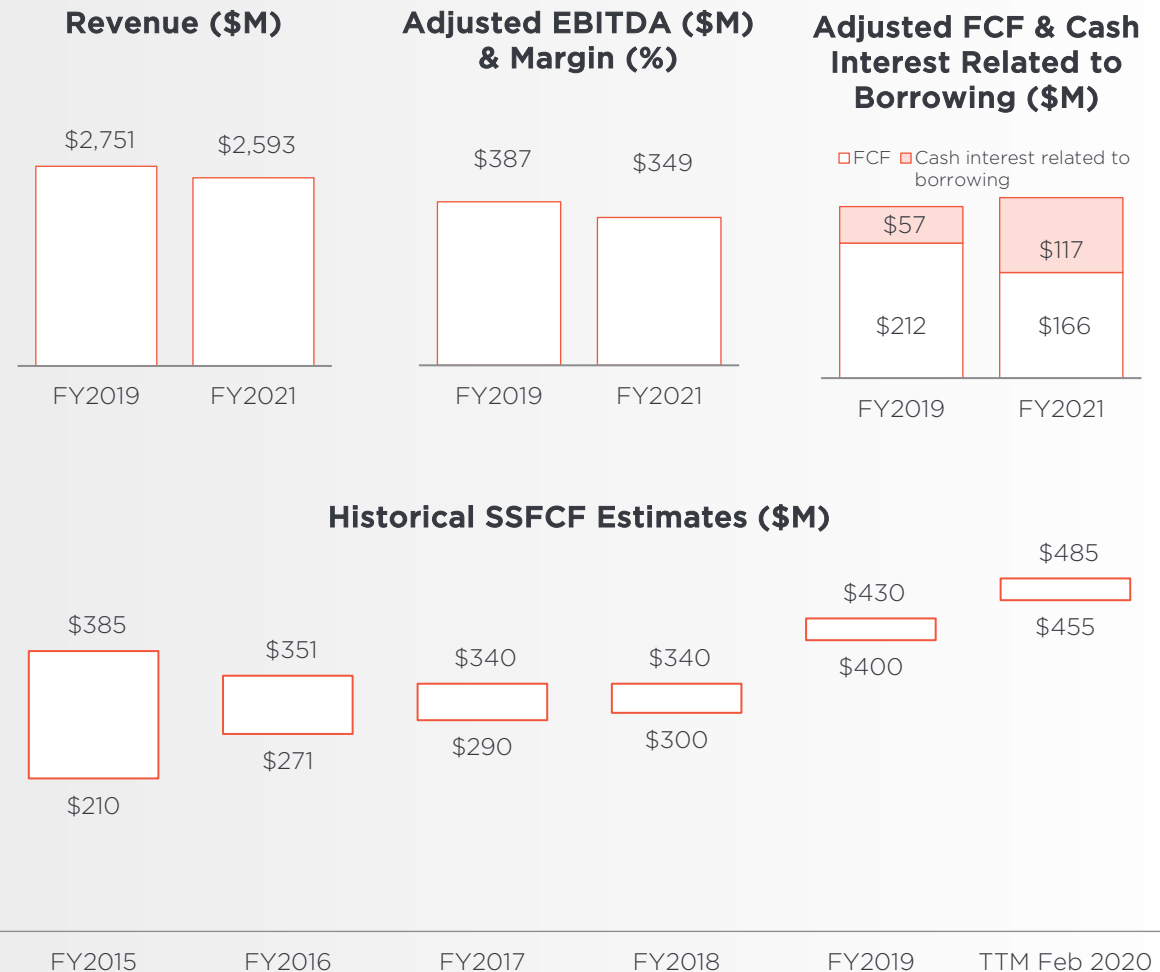 Revenue ($M)
$2,751
$2,593
FY2019
FY2021
Adjusted EBITDA ($M)
& Margin (%)
$387
$349
FY2019
FY2021
Adjusted FCF & Cash
Interest Related to
Borrowing ($M)
FCF
Cash interest related to
borrowing
$57
$117
$212
$166
FY2019
FY2021
Historical SSFCF Estimates ($M)
$385
$210
$351
$271
$340
$290
$340
$300
$430
$400
$485
$455
FY2015
FY2016
FY2017
FY2018
FY2019
TTM Feb 2020